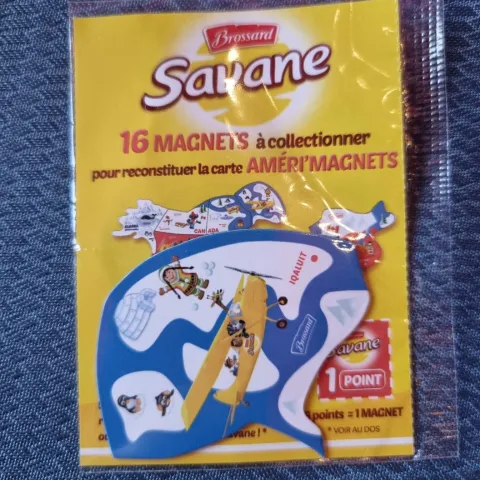 Brossard
Savane
16 MAGNETS à collectionner
pour reconstituer la carte AMÉRI'MAGNETS
CANADA
IQALUIT
Brossard
Savane
1 POINT
points = 1 MAGNET
* VOIR AU DOS